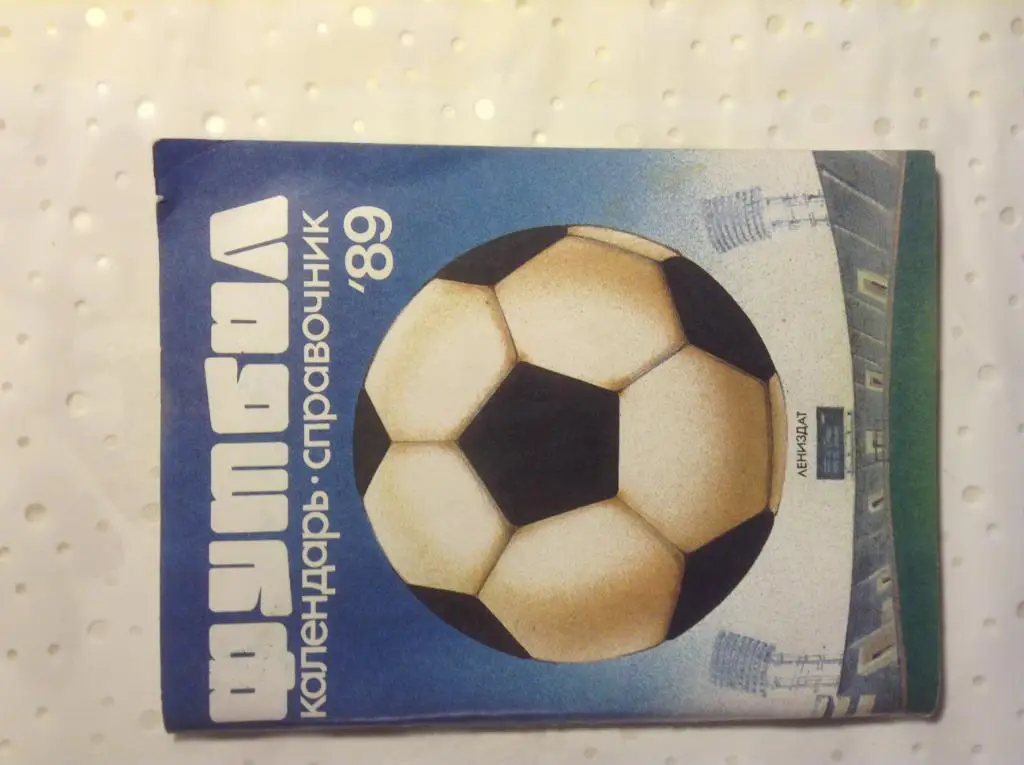 футбол
календарь·справочник
'89
ЛЕНИЗДАТ